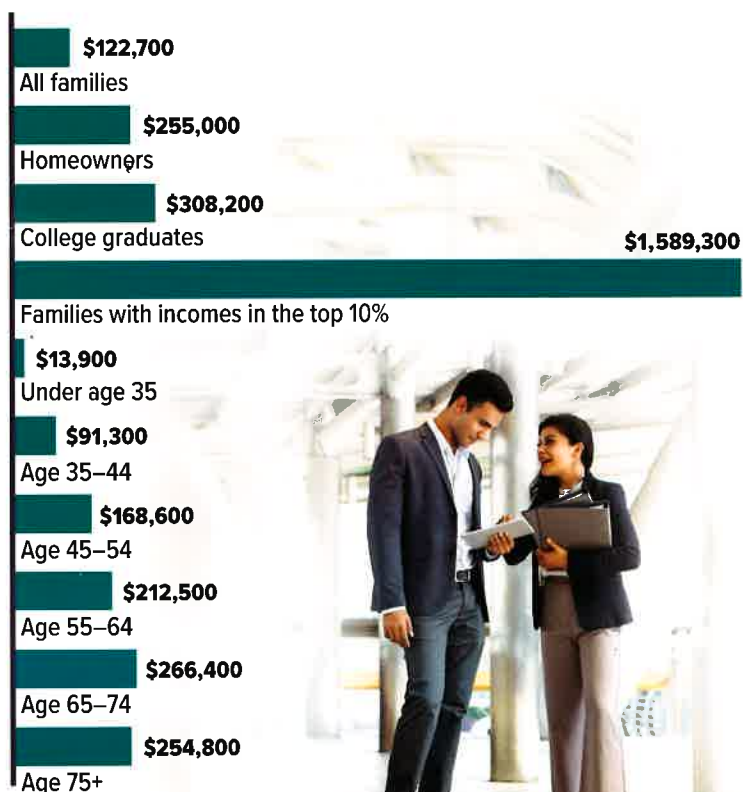 $122,700
All families
$255,000
Homeowners
$308,200
College graduates
$1,589,300
Families with incomes in the top 10%
$13,900
Under age 35
$91,300
Age 35–44
$168,600
Age 45–54
$212,500
Age 55–64
$266,400
Age 65–74
$254,800
Age 75+